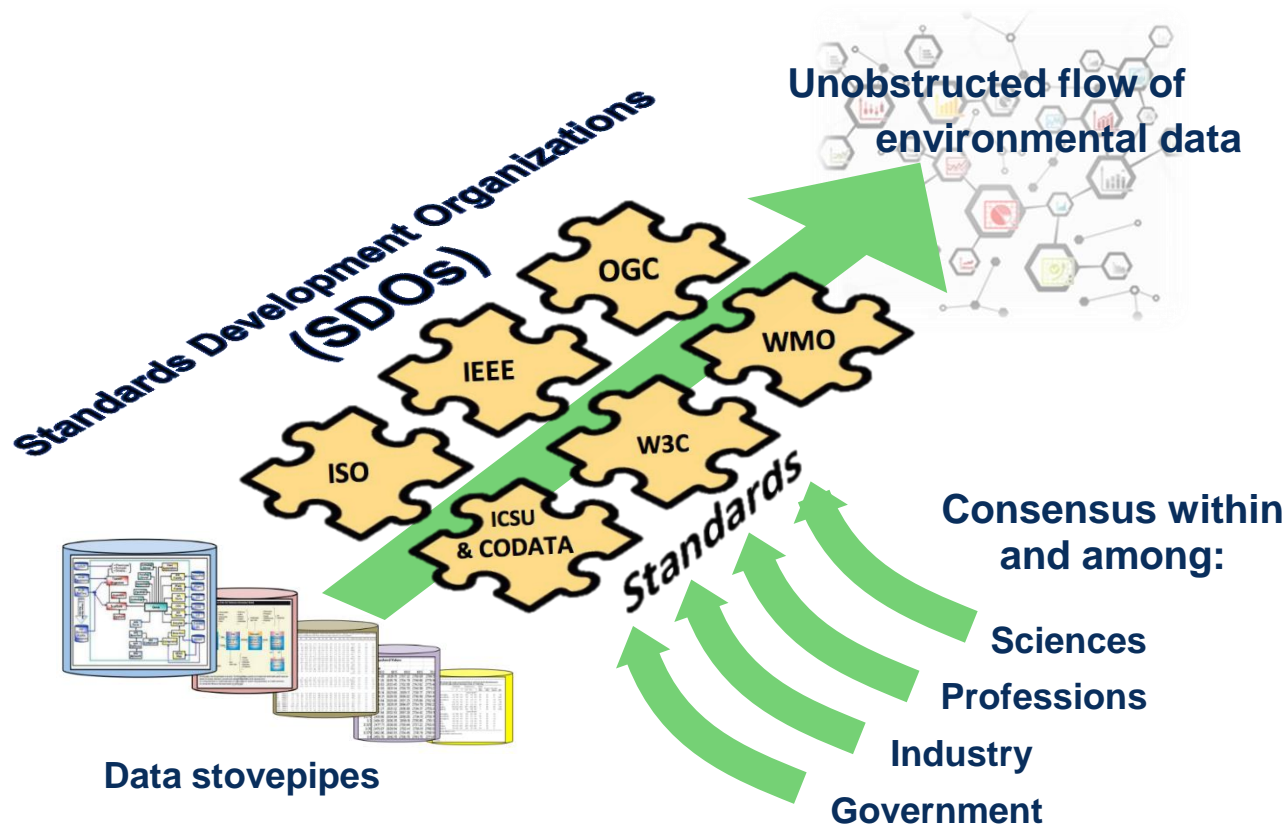 Unobstructed flow of
environmental data
Standards Development Organizations
(SDOs)
OGC
WMO
IEEE
W3C
ISO
ICSU
& CODATA
Standards
Consensus within
and among:
Sciences
Professions
Industry
Government
Data stovepipes